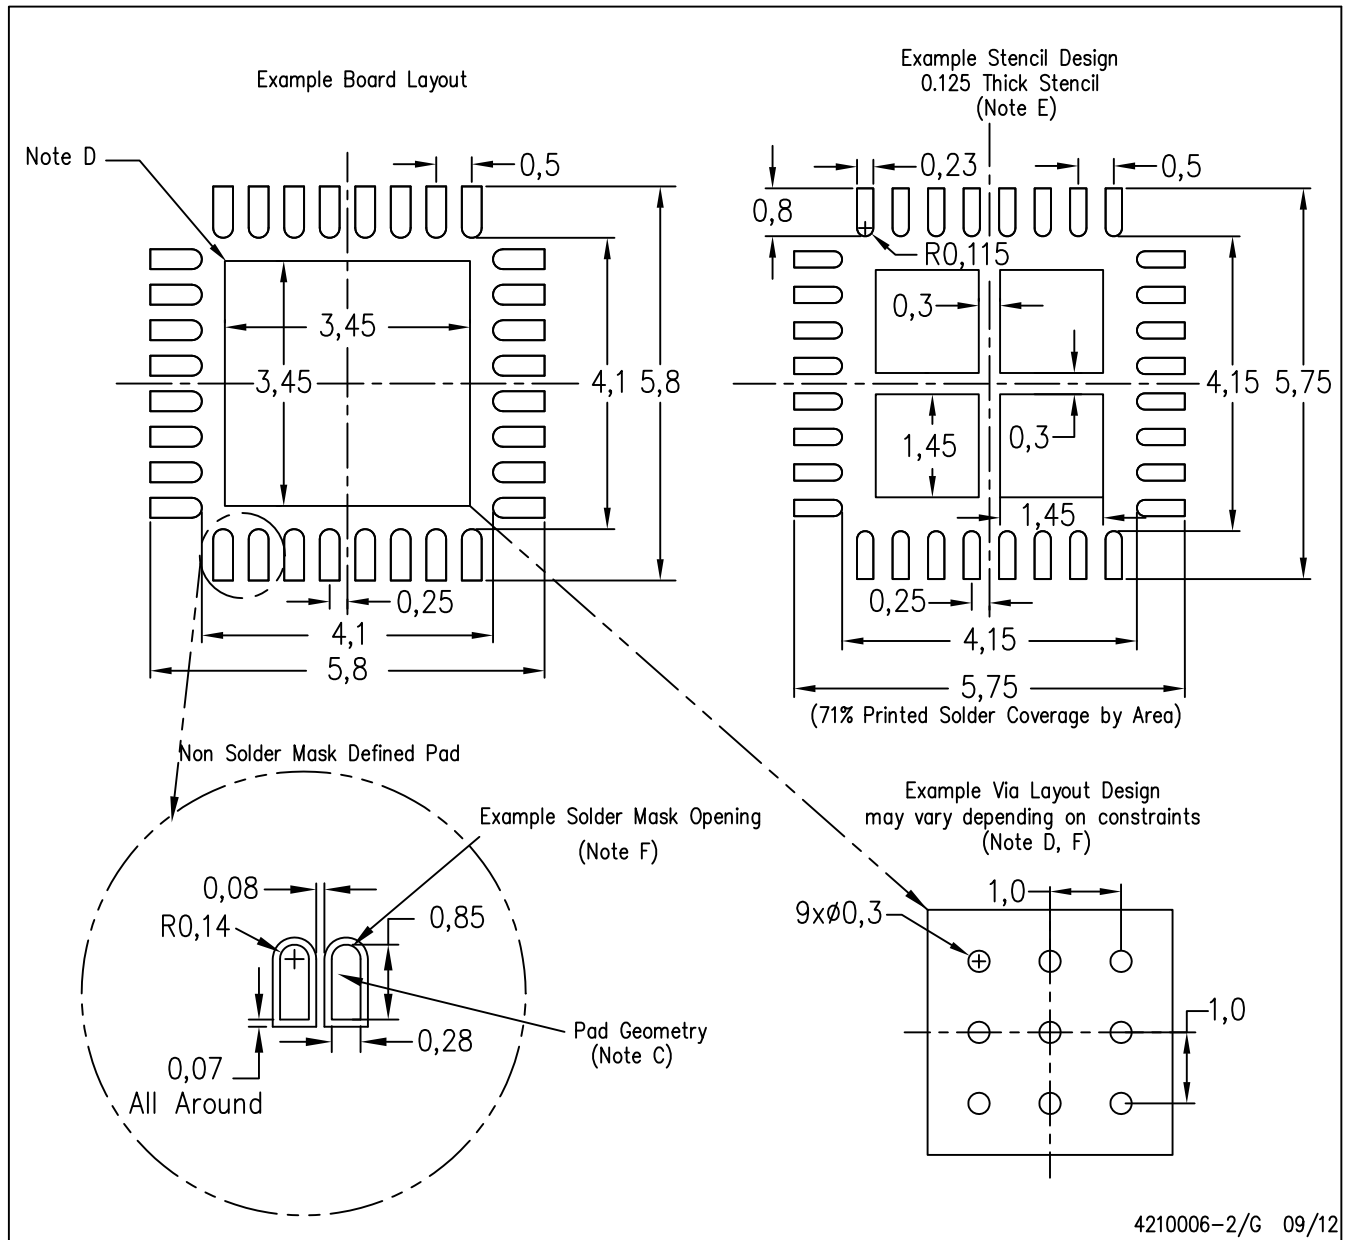 Example Board Layout
Note D
0,5
3,45
3,45
4,1
5,8
0,25
4,1
5,8
Example Stencil Design
0.125 Thick Stencil
(Note E)
0,23
0,5
0,8
R0,115
0,3
4,15
5,75
1,45
0,3
1,45
0,25
4,15
5,75
(71% Printed Solder Coverage by Area)
Non Solder Mask Defined Pad
Example Solder Mask Opening
(Note F)
0,08
R0,14
0,85
Pad Geometry
(Note C)
0,28
0,07
All Around
Example Via Layout Design
may vary depending on constraints
(Note D, F)
1,0
9xø0,3
1,0
4210006-2/G 09/12